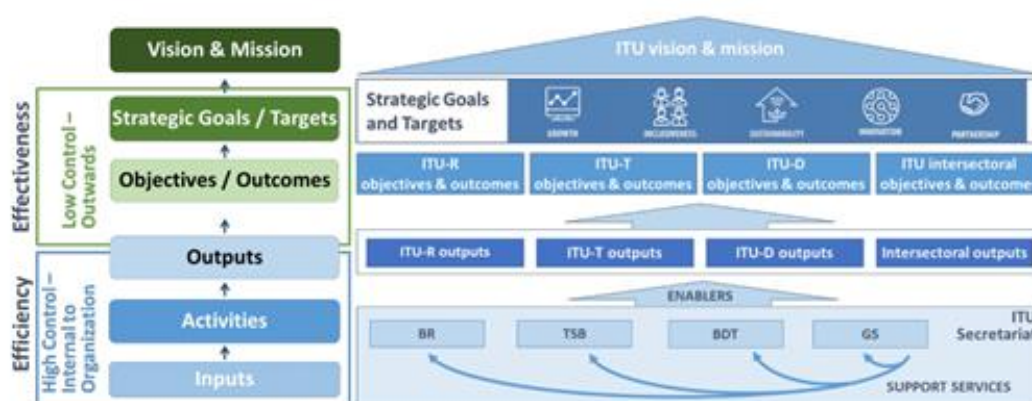 Vision & Mission
Strategic Goals / Targets
Objectives / Outcomes
Outputs
Activities
Inputs
Effectiveness
Low Control –
Outwards
Efficiency
High Control –
Internal to
Organization
ITU vision & mission
Strategic Goals
and Targets
GROWTH
INCLUSIVENESS
SUSTAINABILITY
INNOVATION
PARTNERSHIP
ITU-R
objectives & outcomes
ITU-T
objectives & outcomes
ITU-D
objectives & outcomes
ITU intersectoral
objectives & outcomes
ITU-R outputs
ITU-T outputs
ITU-D outputs
Intersectoral outputs
ENABLERS
ITU
Secretariat
BR
TSB
BDT
GS
SUPPORT SERVICES